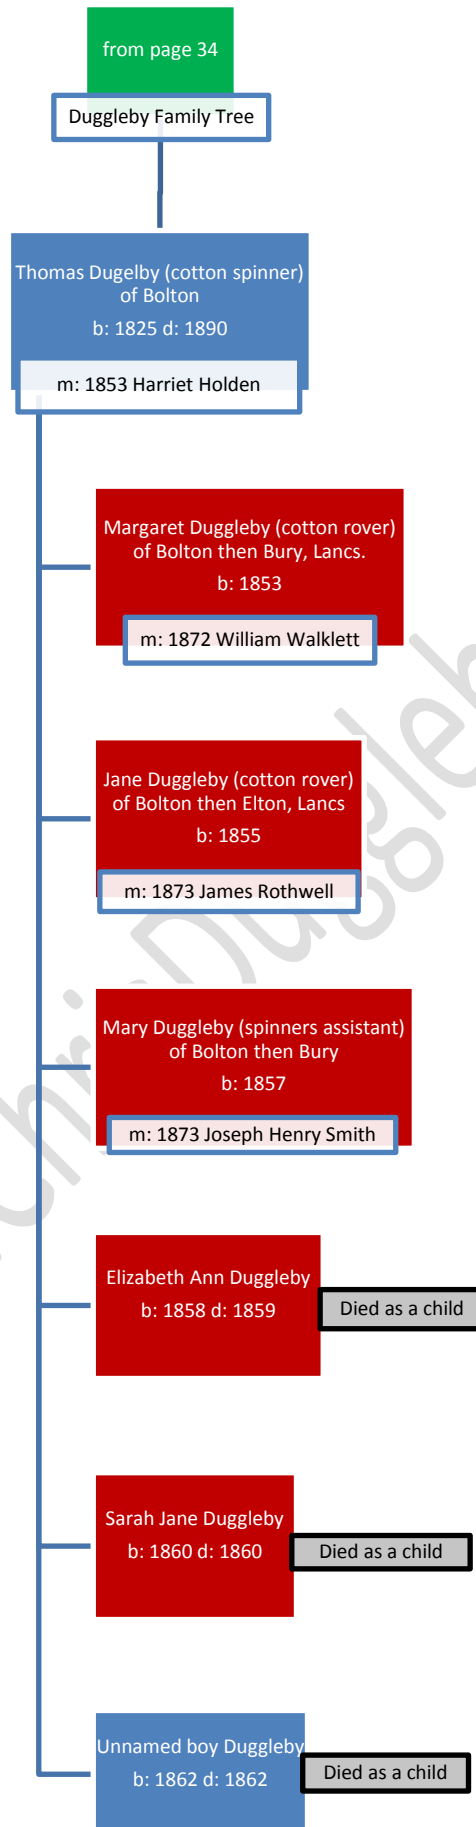 from page 34
Duggleby Family Tree
Thomas Dugelby (cotton spinner)
of Bolton
b: 1825 d: 1890
m: 1853 Harriet Holden
Margaret Duggleby (cotton rover)
of Bolton then Bury, Lancs.
b: 1853
m: 1872 William Walklett
Jane Duggleby (cotton rover)
of Bolton then Elton, Lancs
b: 1855
m: 1873 James Rothwell
Mary Duggleby (spinners assistant)
of Bolton then Bury
b: 1857
m: 1873 Joseph Henry Smith
Elizabeth Ann Duggleby
b: 1858 d: 1859
Died as a child
Sarah Jane Duggleby
b: 1860 d: 1860
Died as a child
Unnamed boy Duggleby
b: 1862 d: 1862
Died as a child